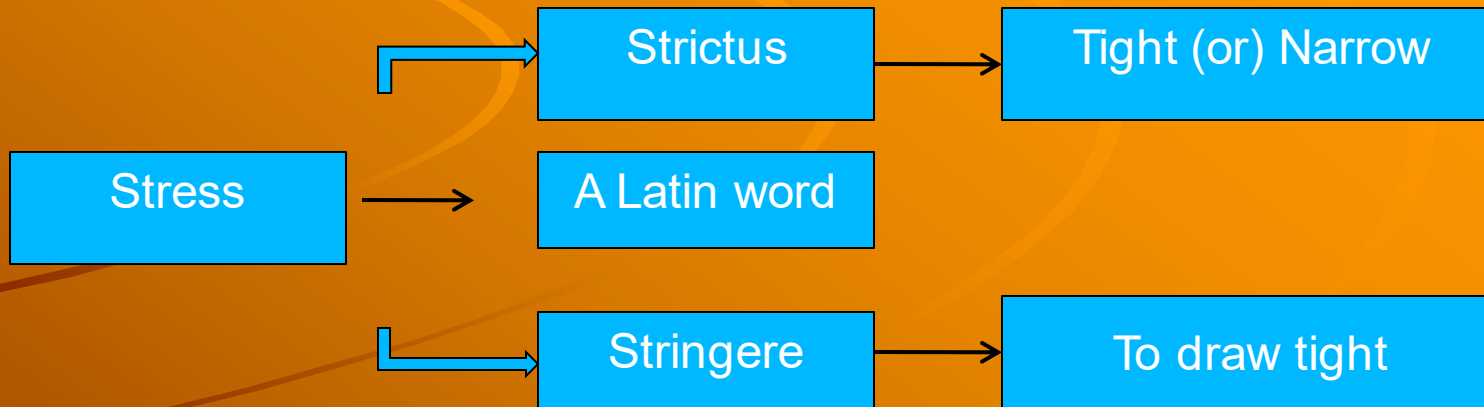 Strictus
Tight (or) Narrow
Stress
A Latin word
Stringere
To draw tight